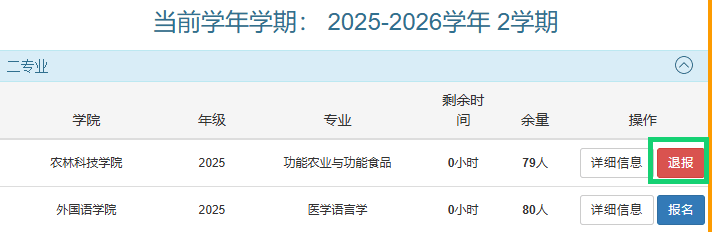 当前学年学期： 2025-2026学年 2学期
二专业
学院 年级 专业 剩余时间 余量 操作
农林科技学院 2025 功能农业与功能食品 0小时 79人 详细信息 退报
外国语学院 2025 医学语言学 0小时 80人 详细信息 报名